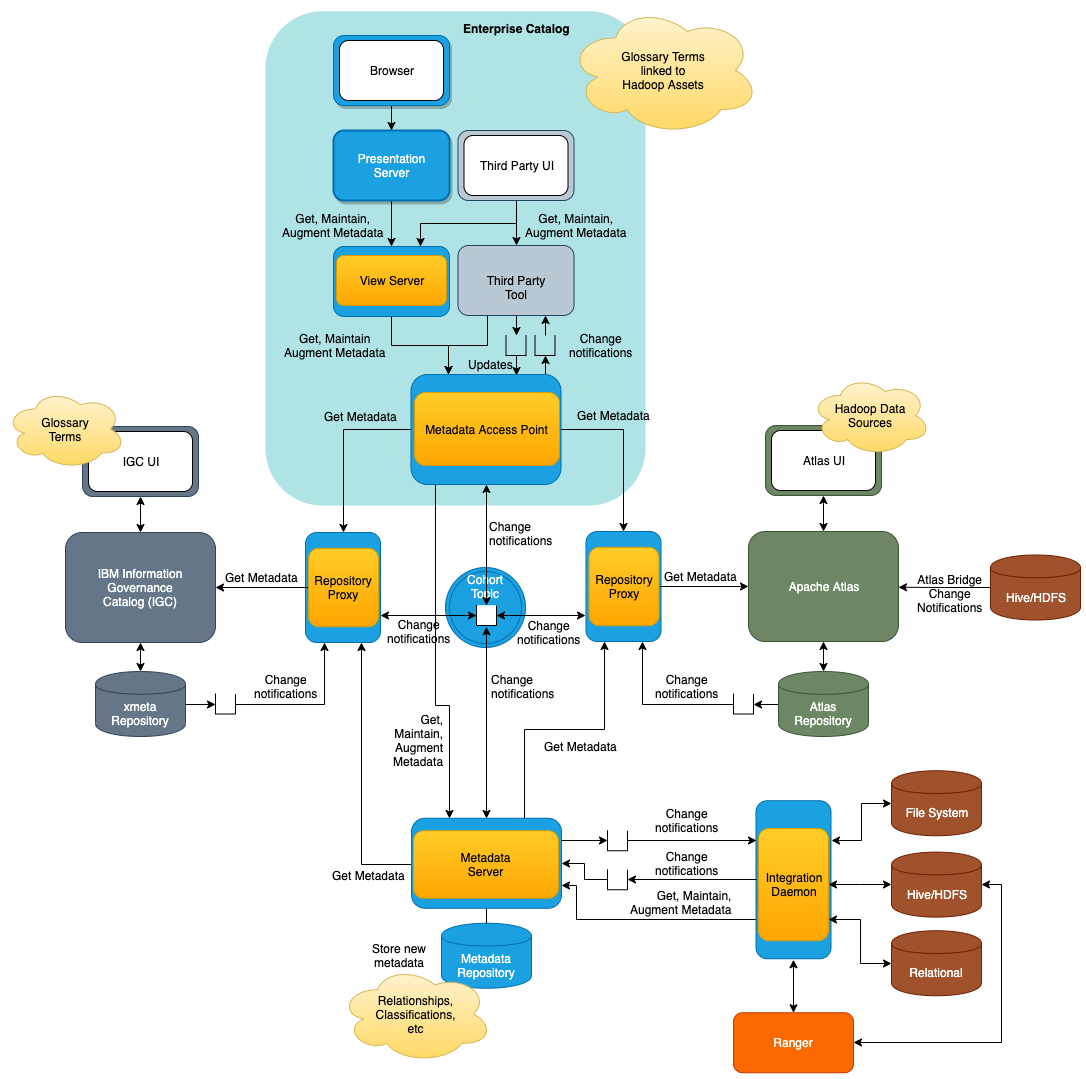 Enterprise Catalog
Glossary Terms
linked to
Hadoop Assets
Browser
Presentation
Server
Third Party UI
Get, Maintain,
Augment Metadata
Get, Maintain,
Augment Metadata
View Server
Third Party
Tool
Get, Maintain
Augment Metadata
Change
notifications
Updates
Metadata Access Point
Get Metadata
Get Metadata
Glossary
Terms
IGC UI
Hadoop Data
Sources
Atlas UI
Change
notifications
IBM Information
Governance
Catalog (IGC)
Get Metadata
Repository
Proxy
Cohort
Topic
Repository
Proxy
Get Metadata
Apache Atlas
Atlas Bridge
Change
Notifications
Hive/HDFS
Change
notifications
Change
notifications
xmeta
Repository
Change
notifications
Change
notifications
Change
notifications
Atlas
Repository
Get,
Maintain,
Augment
Metadata
Get Metadata
File System
Change
notifications
Metadata
Server
Change
notifications
Integration
Daemon
Get Metadata
Hive/HDFS
Get, Maintain,
Augment Metadata
Store new
metadata
Metadata
Repository
Relational
Relationships,
Classifications,
etc
Ranger